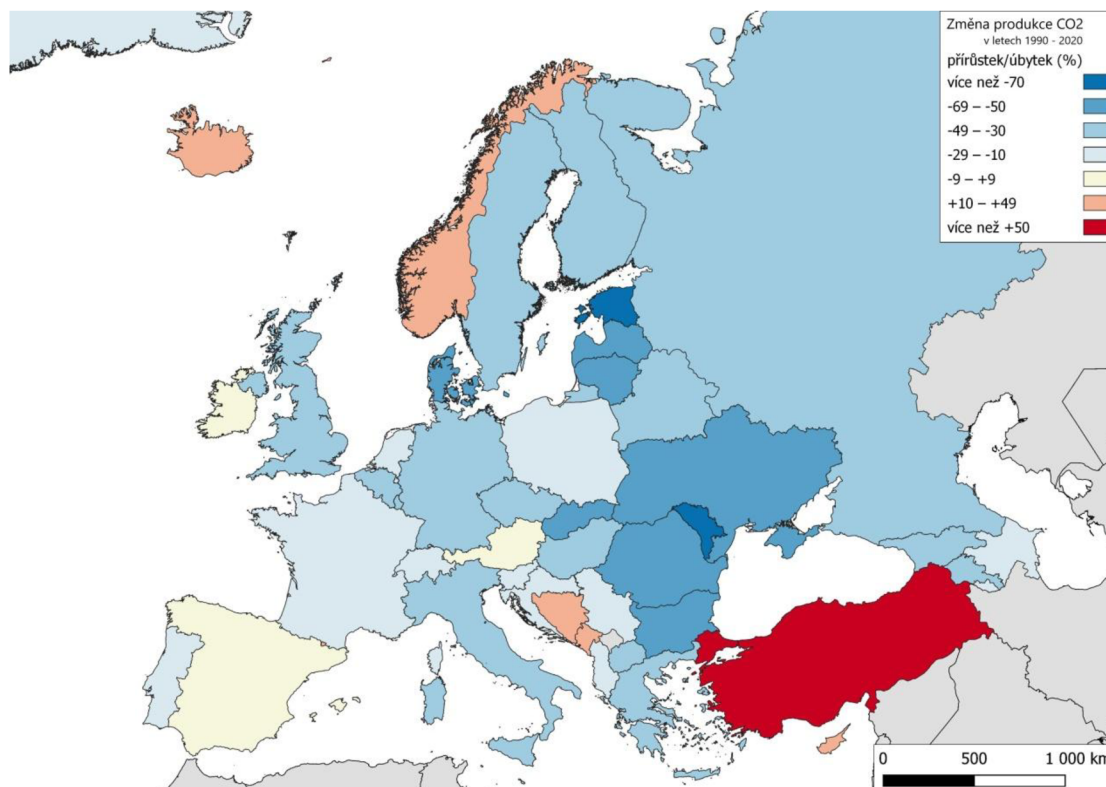 Změna produkce CO2
v letech 1990 - 2020
přírůstek/úbytek (%)
více než -70
-69 – -50
-49 – -30
-29 – -10
-9 – +9
+10 – +49
více než +50
0 500 1 000 km